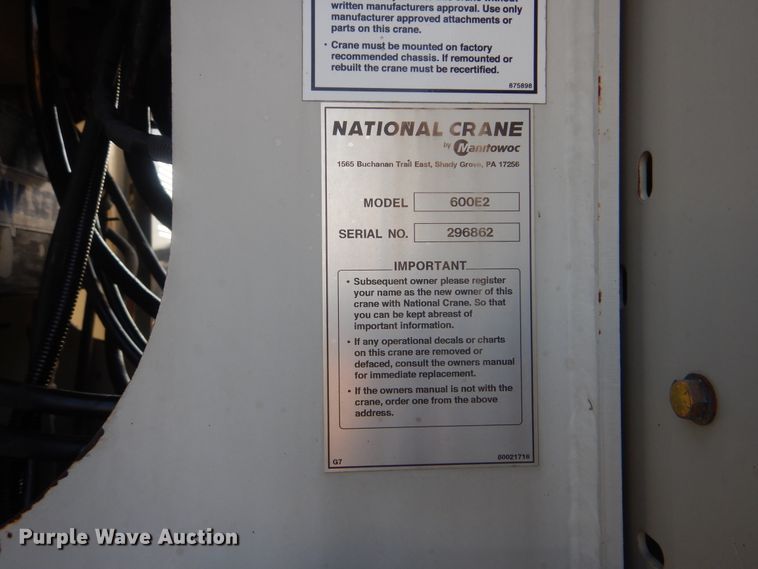 written manufacturers approval. Use only
manufacturer approved attachments or
parts on this crane.
• Crane must be mounted on factory
recommended chassis. If remounted or
rebuilt the crane must be recertified.
875898
NATIONAL CRANE
by Manitowoc
1565 Buchanan Trail East, Shady Grove, PA 17256
MODEL 600E2
SERIAL NO. 296862
IMPORTANT
• Subsequent owner please register
your name as the new owner of this
crane with National Crane. So that
you can be kept abreast of
important information.
• If any operational decals or charts
on this crane are removed or
defaced, consult the owners manual
for immediate replacement.
• If the owners manual is not with the
crane, order one from the above
address.
G7 80021716
Purple Wave Auction